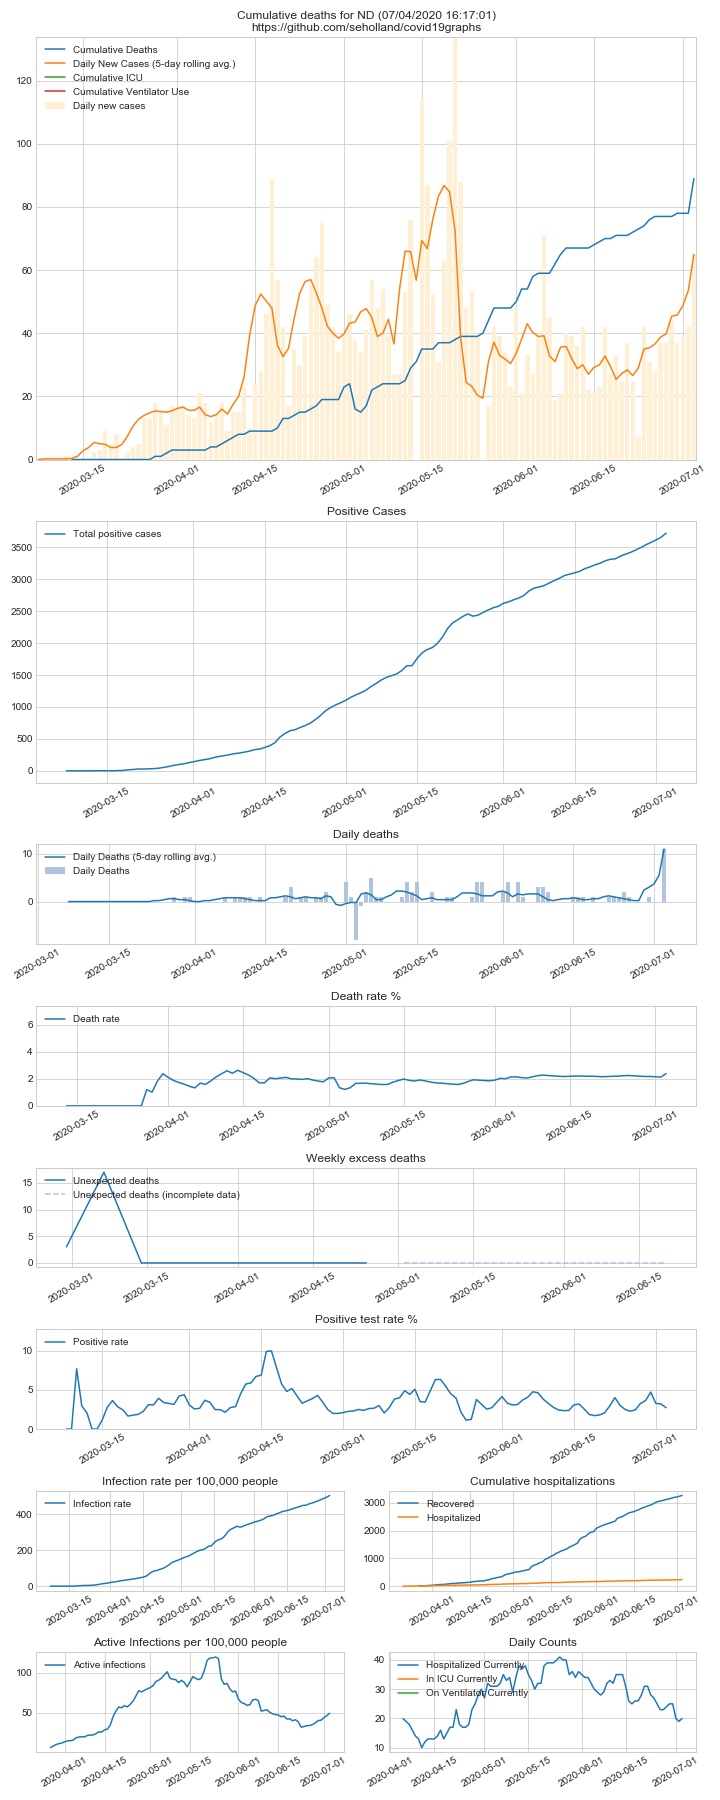 Cumulative deaths for ND (07/04/2020 16:17:01)
https://github.com/seholland/covid19graphs
Cumulative Deaths
Daily New Cases (5-day rolling avg.)
Cumulative ICU
Cumulative Ventilator Use
Daily new cases
120
100
80
60
40
20
0
2020-03-15 2020-04-01 2020-04-15 2020-05-01 2020-05-15 2020-06-01 2020-06-15 2020-07-01
Positive Cases
Total positive cases
3500
3000
2500
2000
1500
1000
500
0
2020-03-15 2020-04-01 2020-04-15 2020-05-01 2020-05-15 2020-06-01 2020-06-15 2020-07-01
Daily deaths
Daily Deaths (5-day rolling avg.)
Daily Deaths
10
0
2020-03-01 2020-03-15 2020-04-01 2020-04-15 2020-05-01 2020-05-15 2020-06-01 2020-06-15 2020-07-01
Death rate %
Death rate
6
4
2
0
2020-03-15 2020-04-01 2020-04-15 2020-05-01 2020-05-15 2020-06-01 2020-06-15 2020-07-01
Weekly excess deaths
Unexpected deaths
Unexpected deaths (incomplete data)
15
10
5
0
2020-03-01 2020-03-15 2020-04-01 2020-04-15 2020-05-01 2020-05-15 2020-06-01 2020-06-15
Positive test rate %
Positive rate
10
5
0
2020-03-15 2020-04-01 2020-04-15 2020-05-01 2020-05-15 2020-06-01 2020-06-15 2020-07-01
Infection rate per 100,000 people
Infection rate
400
200
0
2020-03-15 2020-04-01 2020-04-15 2020-05-01 2020-05-15 2020-06-01 2020-06-15 2020-07-01
Cumulative hospitalizations
Recovered
Hospitalized
3000
2000
1000
0
2020-04-01 2020-04-15 2020-05-01 2020-05-15 2020-06-01 2020-06-15 2020-07-01
Active Infections per 100,000 people
Active infections
100
50
2020-04-01 2020-04-15 2020-05-01 2020-05-15 2020-06-01 2020-06-15 2020-07-01
Daily Counts
Hospitalized Currently
In ICU Currently
On Ventilator Currently
40
30
20
10
2020-04-01 2020-04-15 2020-05-01 2020-05-15 2020-06-01 2020-06-15 2020-07-01